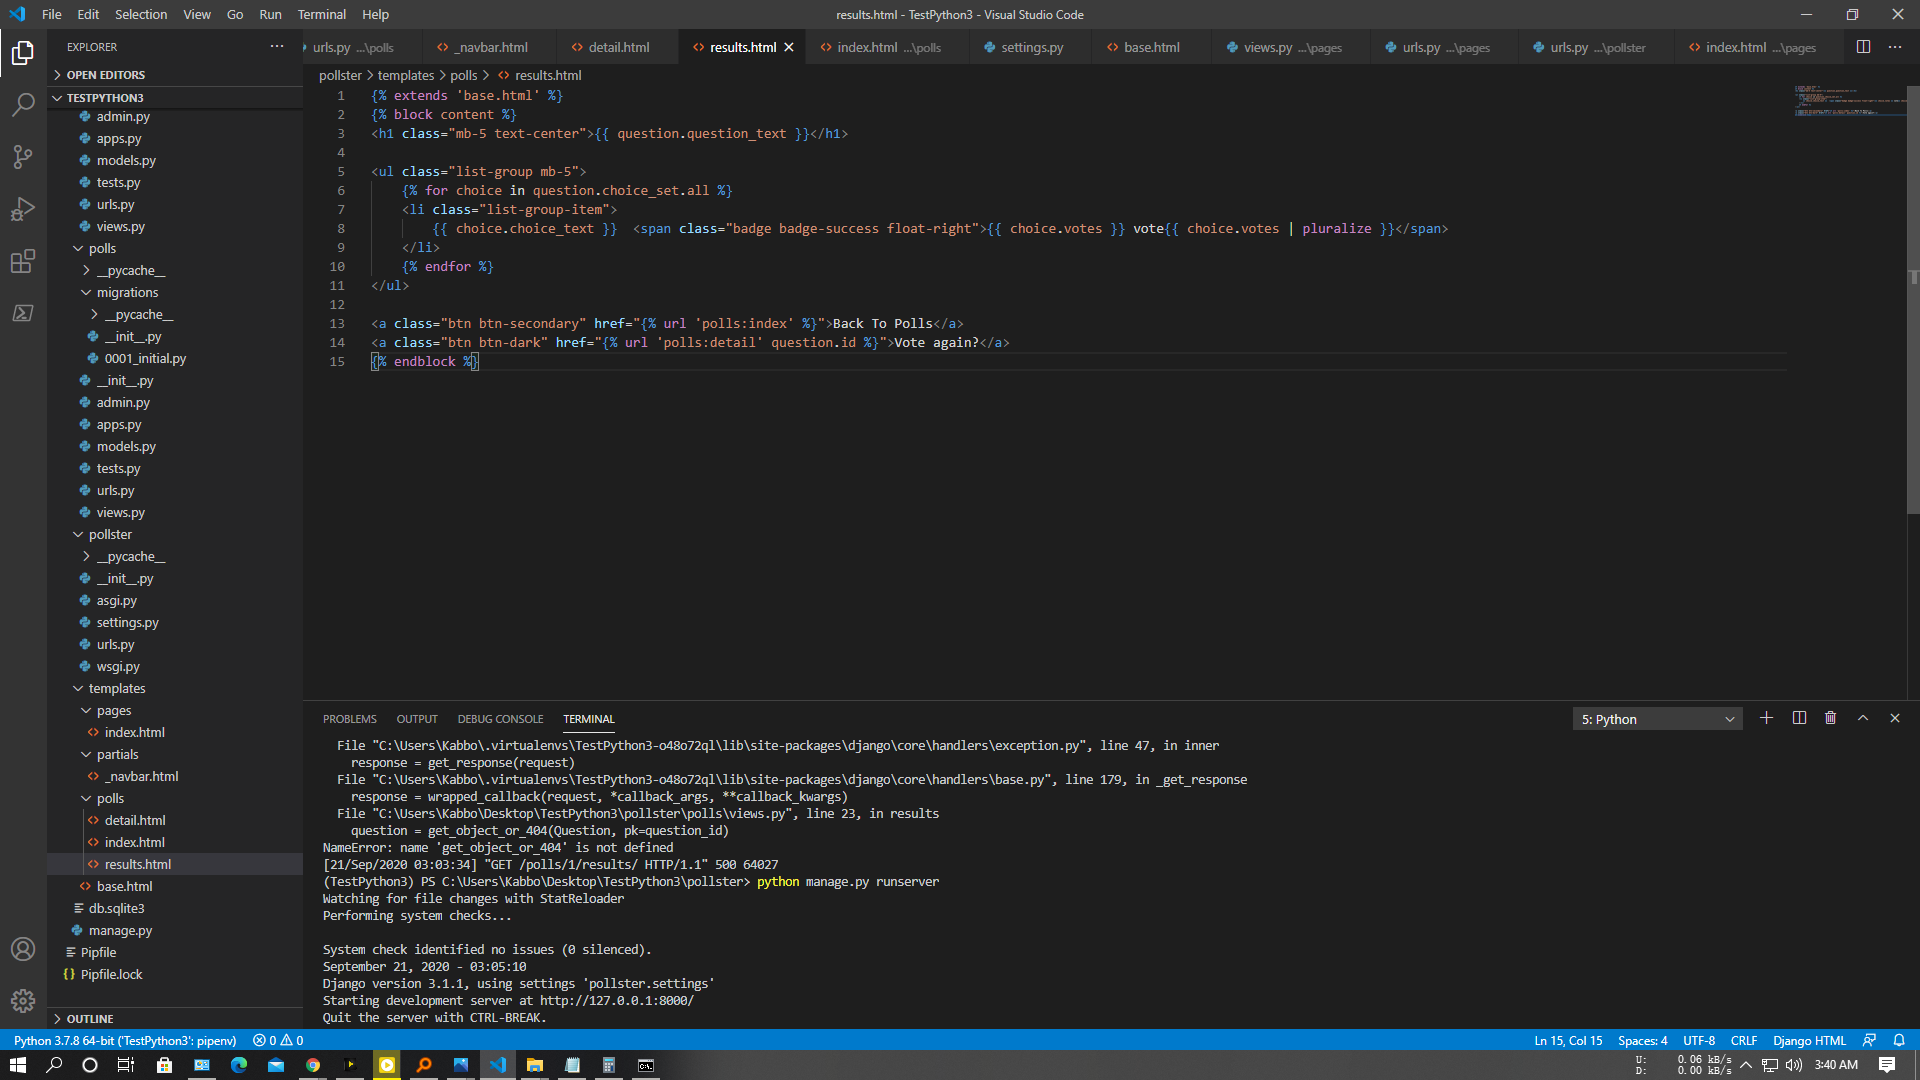 File Edit Selection View Go Run Terminal Help
results.html - TestPython3 - Visual Studio Code
EXPLORER
urls.py ...\polls
_navbar.html
detail.html
results.html
index.html ...\polls
settings.py
base.html
views.py ...\pages
urls.py ...\pages
urls.py ...\pollster
index.html ...\pages
OPEN EDITORS
TESTPYTHON3
admin.py
apps.py
models.py
tests.py
urls.py
views.py
polls
__pycache__
migrations
__pycache__
__init__.py
0001_initial.py
__init__.py
admin.py
apps.py
models.py
tests.py
urls.py
views.py
pollster
__pycache__
__init__.py
asgi.py
settings.py
urls.py
wsgi.py
templates
pages
index.html
partials
_navbar.html
polls
detail.html
index.html
results.html
base.html
db.sqlite3
manage.py
Pipfile
Pipfile.lock
OUTLINE
pollster > templates > polls > results.html
1 {% extends 'base.html' %}
2 {% block content %}
3 <h1 class="mb-5 text-center">{{ question.question_text }}</h1>
4
5 <ul class="list-group mb-5">
6 {% for choice in question.choice_set.all %}
7 <li class="list-group-item">
8 {{ choice.choice_text }}  <span class="badge badge-success float-right">{{ choice.votes }} vote{{ choice.votes | pluralize }}</span>
9 </li>
10 {% endfor %}
11 </ul>
12
13 <a class="btn btn-secondary" href="{% url 'polls:index' %}">Back To Polls</a>
14 <a class="btn btn-dark" href="{% url 'polls:detail' question.id %}">Vote again?</a>
15 {% endblock %}
PROBLEMS OUTPUT DEBUG CONSOLE TERMINAL
5: Python
File "C:\Users\Kabbo\.virtualenvs\TestPython3-o48o72ql\lib\site-packages\django\core\handlers\exception.py", line 47, in inner
response = get_response(request)
File "C:\Users\Kabbo\.virtualenvs\TestPython3-o48o72ql\lib\site-packages\django\core\handlers\base.py", line 179, in _get_response
response = wrapped_callback(request, *callback_args, **callback_kwargs)
File "C:\Users\Kabbo\Desktop\TestPython3\pollster\polls\views.py", line 23, in results
question = get_object_or_404(Question, pk=question_id)
NameError: name 'get_object_or_404' is not defined
[21/Sep/2020 03:03:34] "GET /polls/1/results/ HTTP/1.1" 500 64027
(TestPython3) PS C:\Users\Kabbo\Desktop\TestPython3\pollster> python manage.py runserver
Watching for file changes with StatReloader
Performing system checks...
System check identified no issues (0 silenced).
September 21, 2020 - 03:05:10
Django version 3.1.1, using settings 'pollster.settings'
Starting development server at http://127.0.0.1:8000/
Quit the server with CTRL-BREAK.
Python 3.7.8 64-bit ('TestPython3': pipenv) 0 0
Ln 15, Col 15 Spaces: 4 UTF-8 CRLF Django HTML
U: 0.06 kB/s
D: 0.00 kB/s
3:40 AM